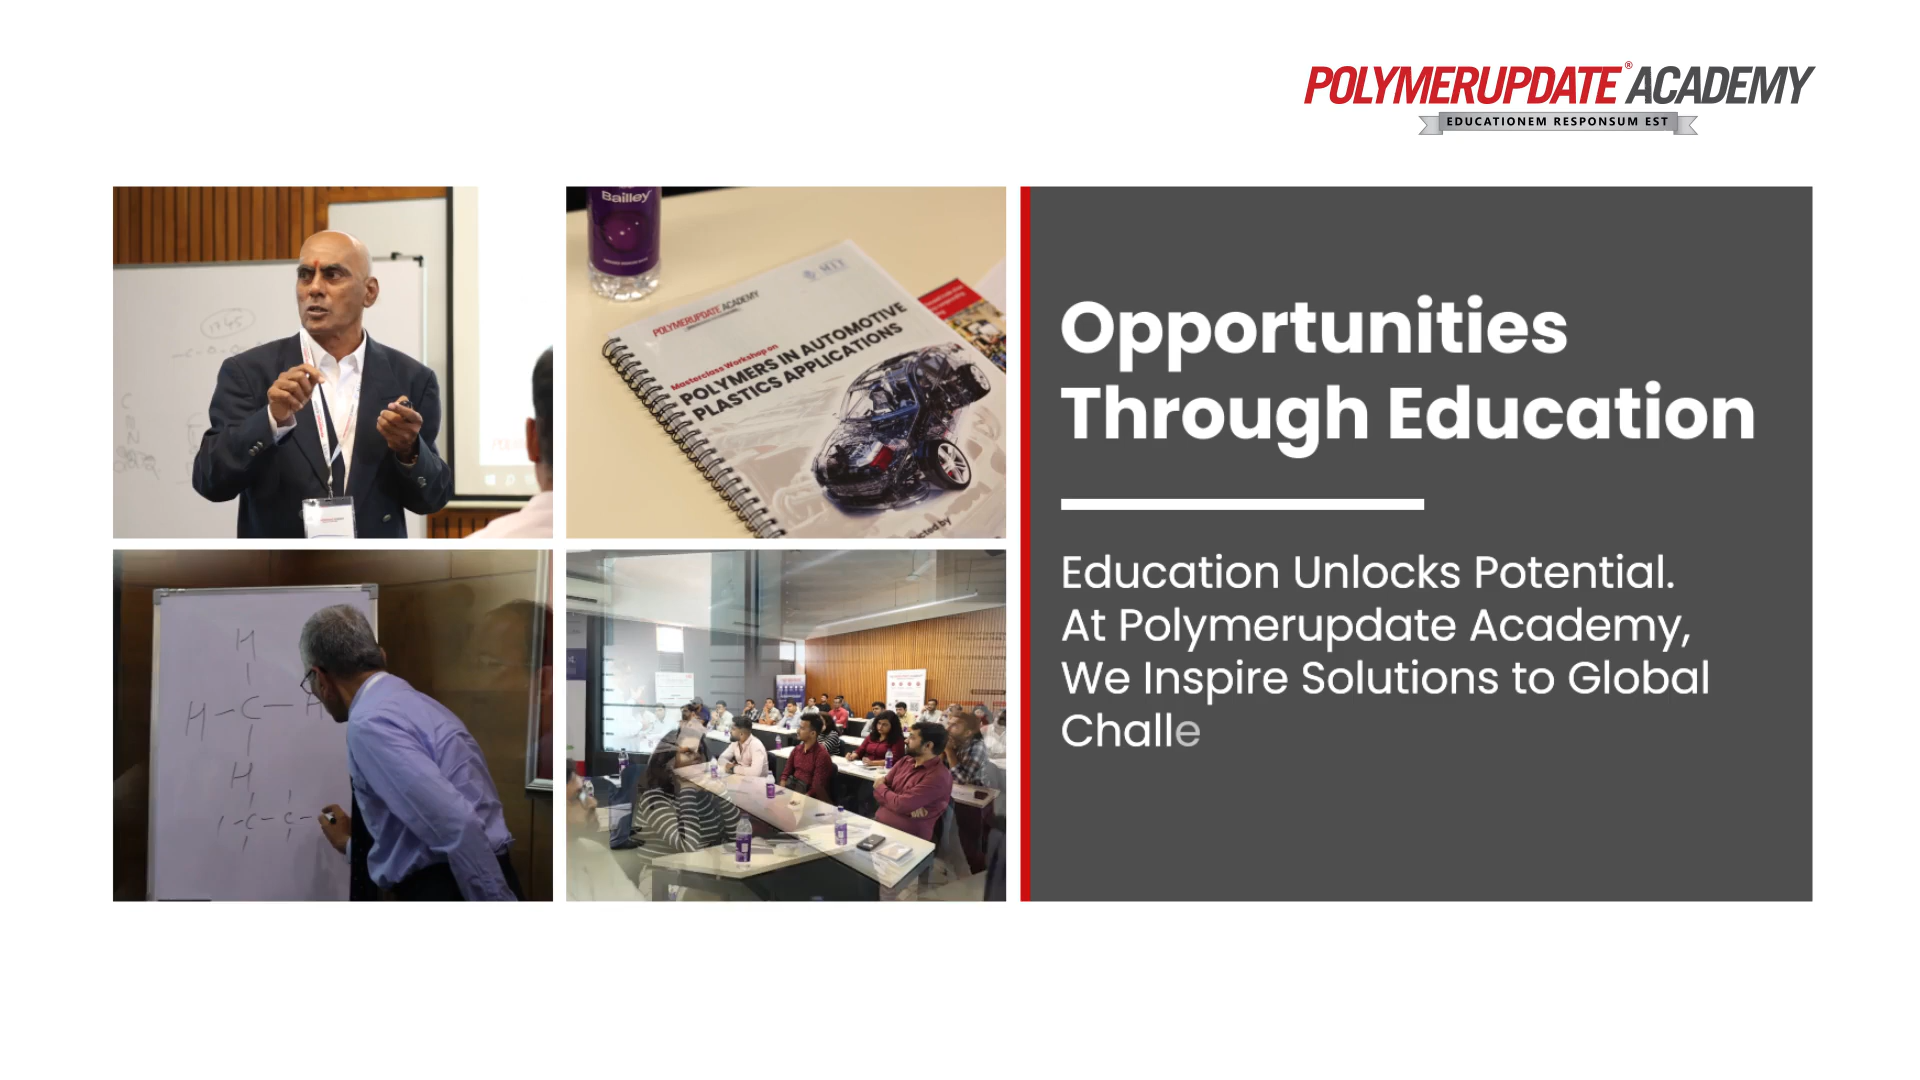 POLYMERUPDATE® ACADEMY
EDUCATIONEM RESPONSUM EST
Bailley
POLYMERUPDATE ACADEMY
Masterclass Workshop on
POLYMERS IN AUTOMOTIVE
PLASTICS APPLICATIONS
Opportunities
Through Education
Education Unlocks Potential.
At Polymerupdate Academy,
We Inspire Solutions to Global
Challe
H
H-C-H
H
-C-C-